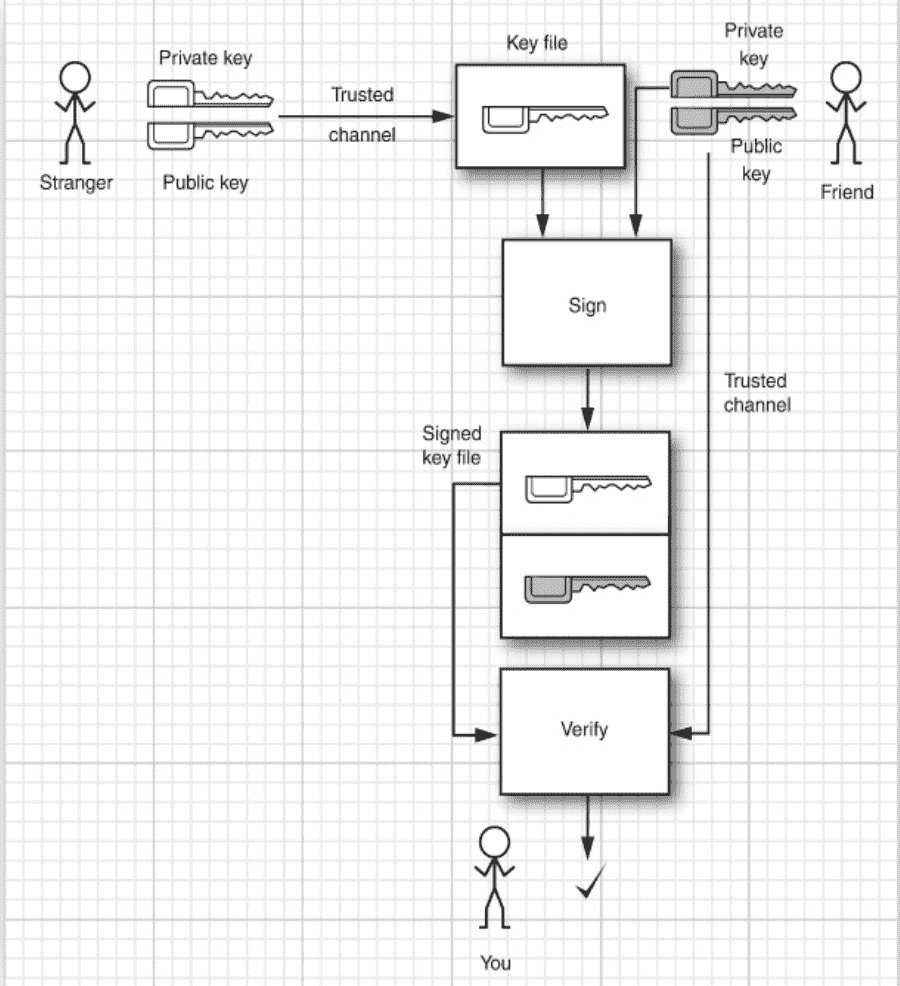 Key file
Private
key
Private key
Trusted
channel
Public key
Stranger
Public
key
Friend
Sign
Trusted
channel
Signed
key file
Verify
You